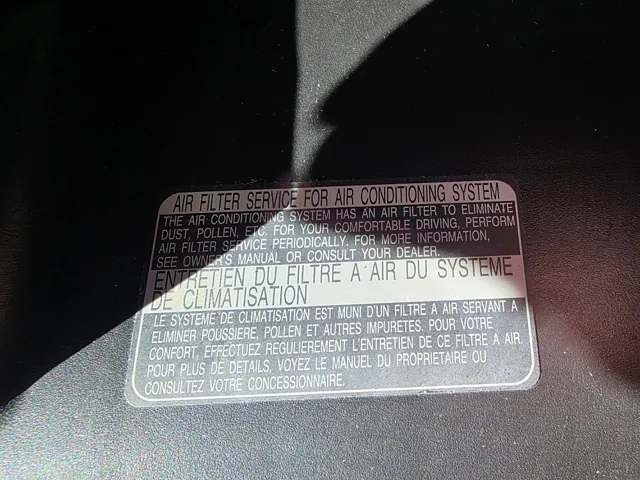 AIR FILTER SERVICE FOR AIR CONDITIONING SYSTEM
THE AIR CONDITIONING SYSTEM HAS AN AIR FILTER TO ELIMINATE
DUST, POLLEN, ETC. FOR YOUR COMFORTABLE DRIVING, PERFORM
AIR FILTER SERVICE PERIODICALLY. FOR MORE INFORMATION,
SEE OWNER'S MANUAL OR CONSULT YOUR DEALER.
ENTRETIEN DU FILTRE A AIR DU SYSTEME
DE CLIMATISATION
LE SYSTEME DE CLIMATISATION EST MUNI D'UN FILTRE A AIR SERVANT A
ELIMINER POUSSIERE, POLLEN ET AUTRES IMPURETES. POUR VOTRE
CONFORT, EFFECTUEZ REGULIEREMENT L'ENTRETIEN DE CE FILTRE A AIR.
POUR PLUS DE DETAILS, VOYEZ LE MANUEL DU PROPRIETAIRE OU
CONSULTEZ VOTRE CONCESSIONNAIRE.